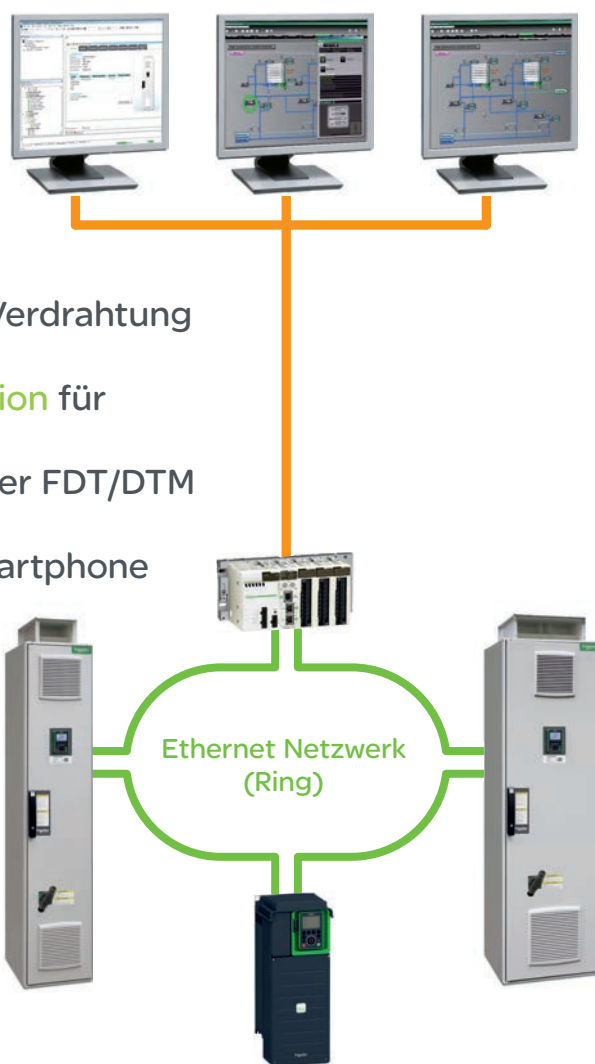 Verdrahtung
ion für
er FDT/DTM
artphone
Ethernet Netzwerk
(Ring)